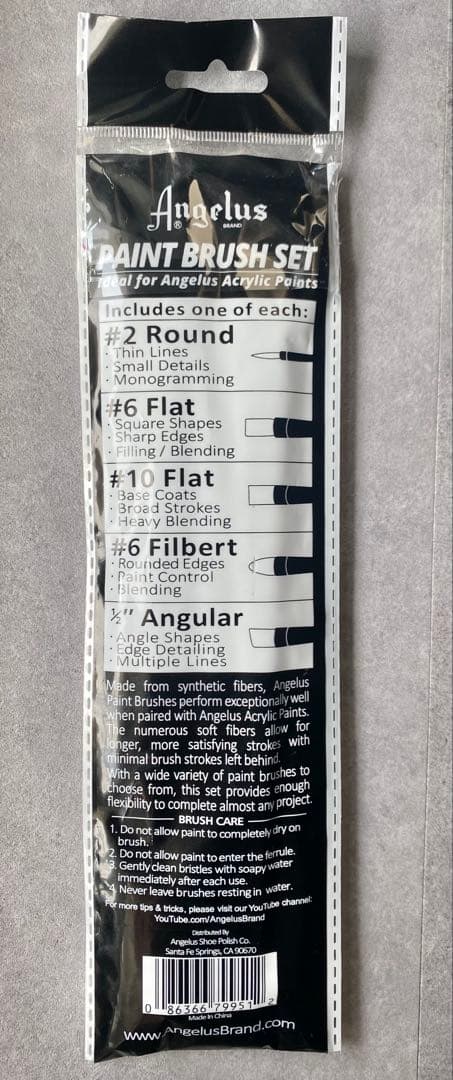 Angelus
® BRAND
PAINT BRUSH SET
Ideal for Angelus Acrylic Paints
Includes one of each:
#2 Round
· Thin Lines
· Small Details
· Monogramming
#6 Flat
· Square Shapes
· Sharp Edges
· Filling / Blending
#10 Flat
· Base Coats
· Broad Strokes
· Heavy Blending
#6 Filbert
· Rounded Edges
· Paint Control
· Blending
½" Angular
· Angle Shapes
· Edge Detailing
· Multiple Lines
Made from synthetic fibers, Angelus
Paint Brushes perform exceptionally well
when paired with Angelus Acrylic Paints.
The numerous soft fibers allow for
longer, more satisfying strokes with
minimal brush strokes left behind.
With a wide variety of paint brushes to
choose from, this set provides enough
flexibility to complete almost any project.
BRUSH CARE
1. Do not allow paint to completely dry on
brush.
2. Do not allow paint to enter the ferrule.
3. Gently clean bristles with soapy water
immediately after each use.
4. Never leave brushes resting in water.
For more tips & tricks, please visit our YouTube channel:
YouTube.com/AngelusBrand
Distributed By
Angelus Shoe Polish Co.
Santa Fe Springs, CA 90670
0 86366 79951 2
Made in China
www.AngelusBrand.com